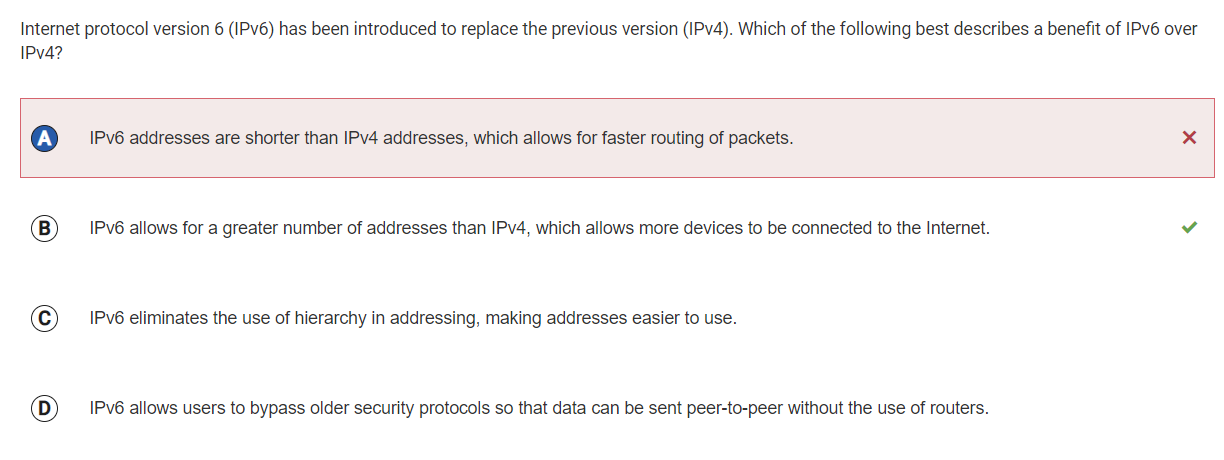 Internet protocol version 6 (IPv6) has been introduced to replace the previous version (IPv4). Which of the following best describes a benefit of IPv6 over
IPv4?
A IPv6 addresses are shorter than IPv4 addresses, which allows for faster routing of packets.
B IPv6 allows for a greater number of addresses than IPv4, which allows more devices to be connected to the Internet.
C IPv6 eliminates the use of hierarchy in addressing, making addresses easier to use.
D IPv6 allows users to bypass older security protocols so that data can be sent peer-to-peer without the use of routers.